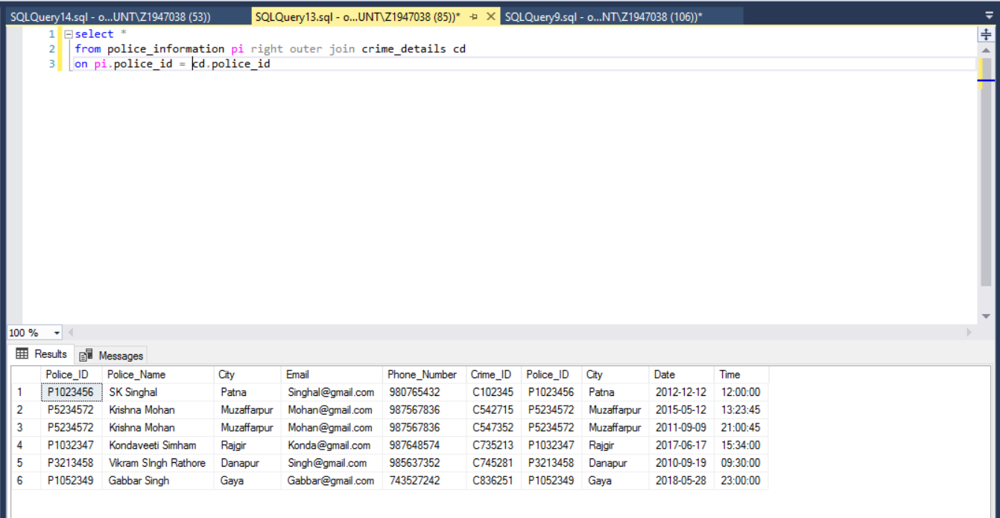 SQLQuery14.sql - o...UNT\Z1947038 (53)) SQLQuery13.sql - o...UNT\Z1947038 (85))* SQLQuery9.sql - o...NT\Z1947038 (106))*
1 select *
2 from police_information pi right outer join crime_details cd
3 on pi.police_id = cd.police_id
100 %
Results Messages
Police_ID Police_Name City Email Phone_Number Crime_ID Police_ID City Date Time
1 P1023456 SK Singhal Patna Singhal@gmail.com 980765432 C102345 P1023456 Patna 2012-12-12 12:00:00
2 P5234572 Krishna Mohan Muzaffarpur Mohan@gmail.com 987567836 C542715 P5234572 Muzaffarpur 2015-05-12 13:23:45
3 P5234572 Krishna Mohan Muzaffarpur Mohan@gmail.com 987567836 C547352 P5234572 Muzaffarpur 2011-09-09 21:00:45
4 P1032347 Kondaveeti Simham Rajgir Konda@gmail.com 987648574 C735213 P1032347 Rajgir 2017-06-17 15:34:00
5 P3213458 Vikram SIngh Rathore Danapur Singh@gmail.com 985637352 C745281 P3213458 Danapur 2010-09-19 09:30:00
6 P1052349 Gabbar Singh Gaya Gabbar@gmail.com 743527242 C836251 P1052349 Gaya 2018-05-28 23:00:00